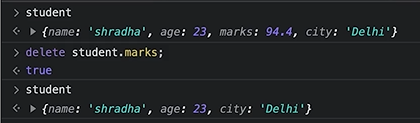 > student
<· ▶ {name: 'shradha', age: 23, marks: 94.4, city: 'Delhi'}
> delete student.marks;
<· true
> student
<· ▶ {name: 'shradha', age: 23, city: 'Delhi'}